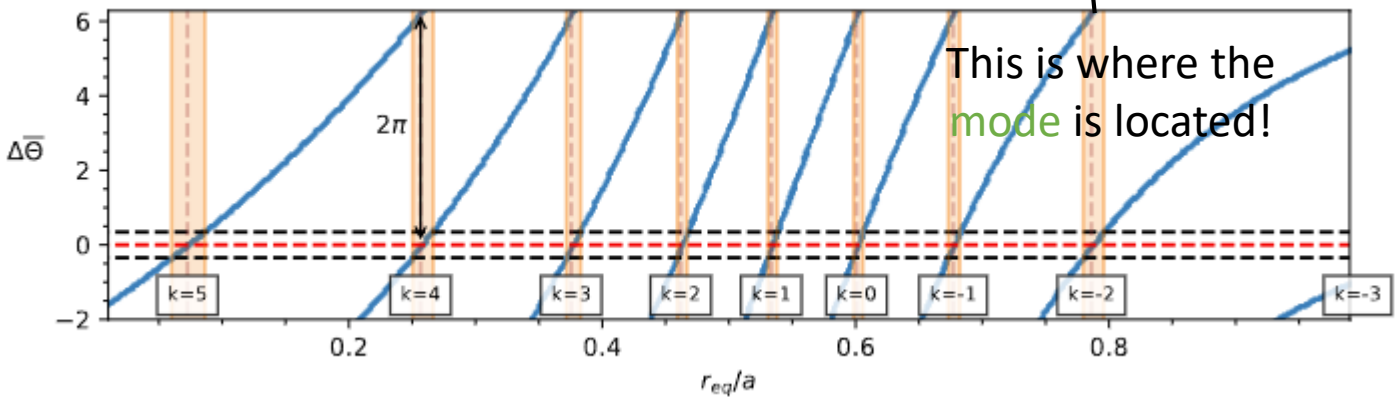 6
This is where the
mode is located!
4
2π
ΔΘ̅
2
0
k=5
k=4
k=3
k=2
k=1
k=0
k=-1
k=-2
k=-3
−2
0.2
0.4
0.6
0.8
r_eq/a